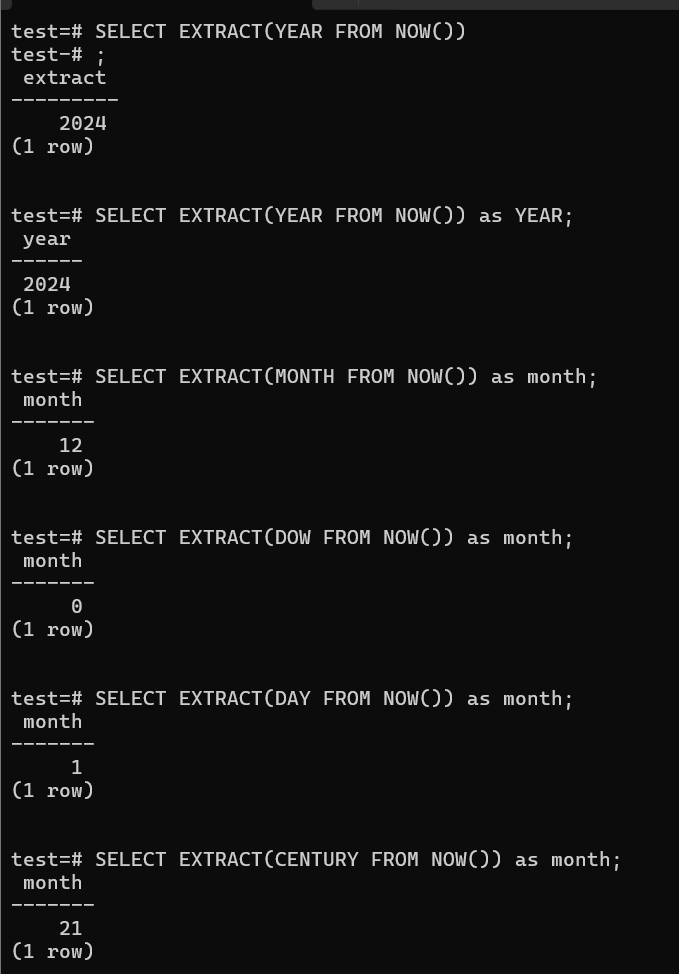 test=# SELECT EXTRACT(YEAR FROM NOW())
test-# ;
 extract
---------
    2024
(1 row)


test=# SELECT EXTRACT(YEAR FROM NOW()) as YEAR;
 year
------
 2024
(1 row)


test=# SELECT EXTRACT(MONTH FROM NOW()) as month;
 month
-------
    12
(1 row)


test=# SELECT EXTRACT(DOW FROM NOW()) as month;
 month
-------
     0
(1 row)


test=# SELECT EXTRACT(DAY FROM NOW()) as month;
 month
-------
     1
(1 row)


test=# SELECT EXTRACT(CENTURY FROM NOW()) as month;
 month
-------
    21
(1 row)